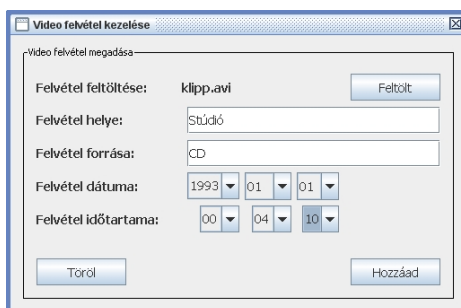 Video felvétel kezelése
Video felvétel megadása
Felvétel feltöltése: klipp.avi Feltölt
Felvétel helye: Stúdió
Felvétel forrása: CD
Felvétel dátuma: 1993 01 01
Felvétel időtartama: 00 04 10
Töröl Hozzáad